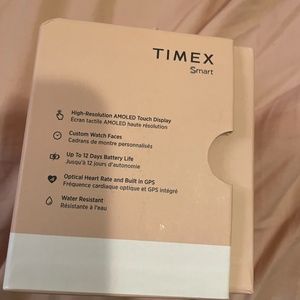 TIMEX
Smart
High-Resolution AMOLED Touch Display
Écran tactile AMOLED haute résolution
Custom Watch Faces
Cadrans de montre personnalisés
Up To 12 Days Battery Life
Jusqu'à 12 jours d'autonomie
Optical Heart Rate and Built in GPS
Fréquence cardiaque optique et GPS intégré
Water Resistant
Résistante à l'eau